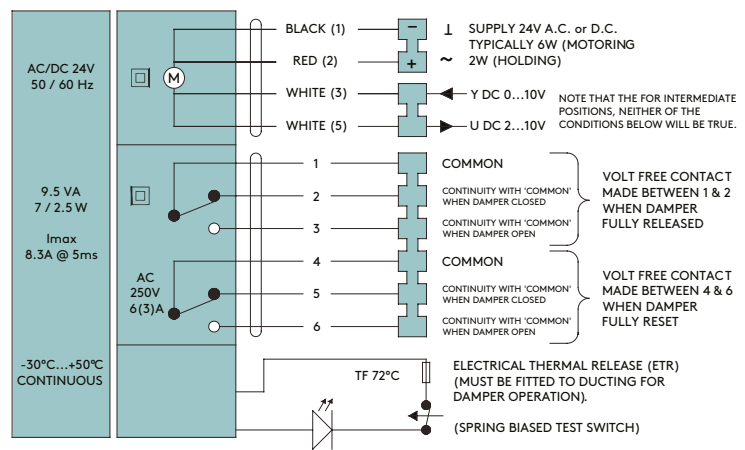 AC/DC 24V
50 / 60 Hz
9.5 VA
7 / 2.5 W
Imax
8.3A @ 5ms
-30°C...+50°C
CONTINUOUS
M
AC
250V
6(3)A
BLACK (1)
RED (2)
WHITE (3)
WHITE (5)
1
2
3
4
5
6
−
+
⊥ SUPPLY 24V A.C. or D.C.
TYPICALLY 6W (MOTORING
~ 2W (HOLDING)
Y DC 0...10V
U DC 2...10V
NOTE THAT THE FOR INTERMEDIATE
POSITIONS, NEITHER OF THE
CONDITIONS BELOW WILL BE TRUE.
COMMON
CONTINUITY WITH 'COMMON'
WHEN DAMPER CLOSED
CONTINUITY WITH 'COMMON'
WHEN DAMPER OPEN
VOLT FREE CONTACT
MADE BETWEEN 1 & 2
WHEN DAMPER
FULLY RELEASED
COMMON
CONTINUITY WITH 'COMMON'
WHEN DAMPER CLOSED
CONTINUITY WITH 'COMMON'
WHEN DAMPER OPEN
VOLT FREE CONTACT
MADE BETWEEN 4 & 6
WHEN DAMPER
FULLY RESET
TF 72°C
ELECTRICAL THERMAL RELEASE (ETR)
(MUST BE FITTED TO DUCTING FOR
DAMPER OPERATION).
(SPRING BIASED TEST SWITCH)